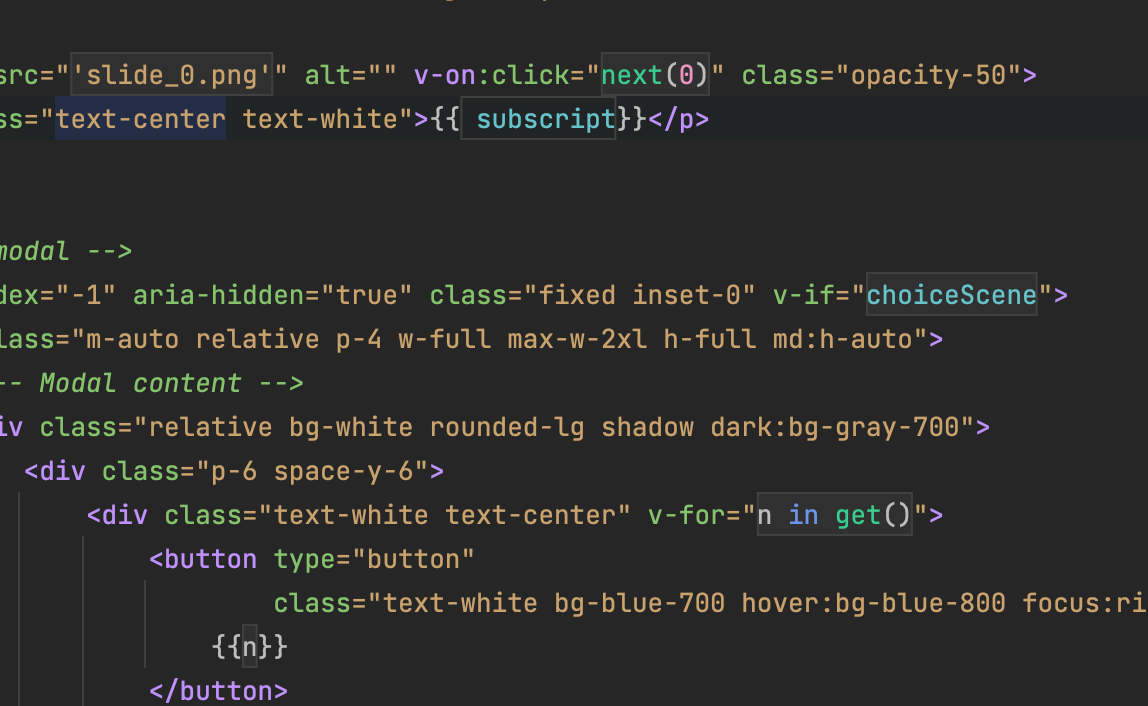 src="'slide_0.png'" alt="" v-on:click="next(0)" class="opacity-50">
ss="text-center text-white">{{ subscript}}</p>
modal -->
dex="-1" aria-hidden="true" class="fixed inset-0" v-if="choiceScene">
lass="m-auto relative p-4 w-full max-w-2xl h-full md:h-auto">
-- Modal content -->
iv class="relative bg-white rounded-lg shadow dark:bg-gray-700">
<div class="p-6 space-y-6">
<div class="text-white text-center" v-for="n in get()">
<button type="button"
class="text-white bg-blue-700 hover:bg-blue-800 focus:ri
{{n}}
</button>